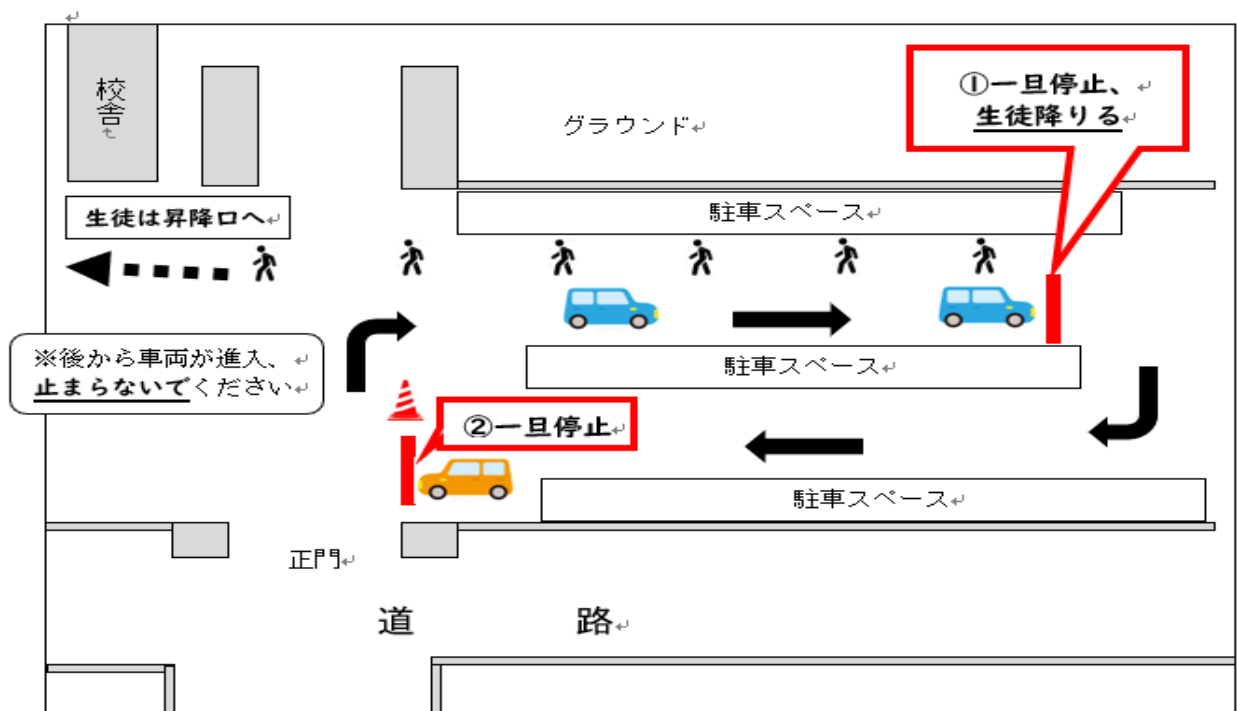 校舎
グラウンド
①一旦停止、
生徒降りる
生徒は昇降口へ
駐車スペース
※後から車両が進入、
止まらないでください
駐車スペース
②一旦停止
駐車スペース
正門
道 路